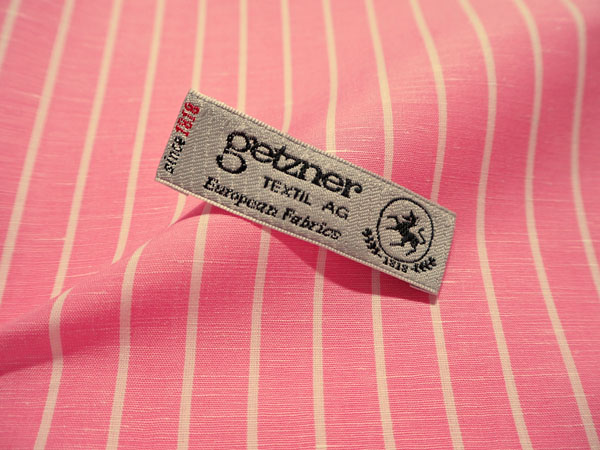 since 1818
getzner
TEXTIL AG
European Fabrics
1818